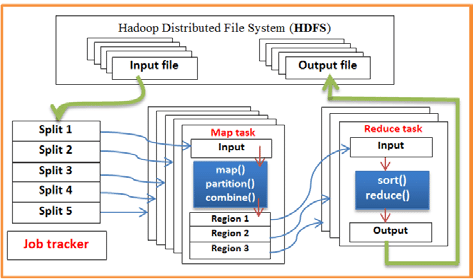 Hadoop Distributed File System (HDFS)
Input file
Output file
Split 1
Split 2
Split 3
Split 4
Split 5
Job tracker
Map task
Input
map()
partition()
combine()
Region 1
Region 2
Region 3
Reduce task
Input
sort()
reduce()
Output